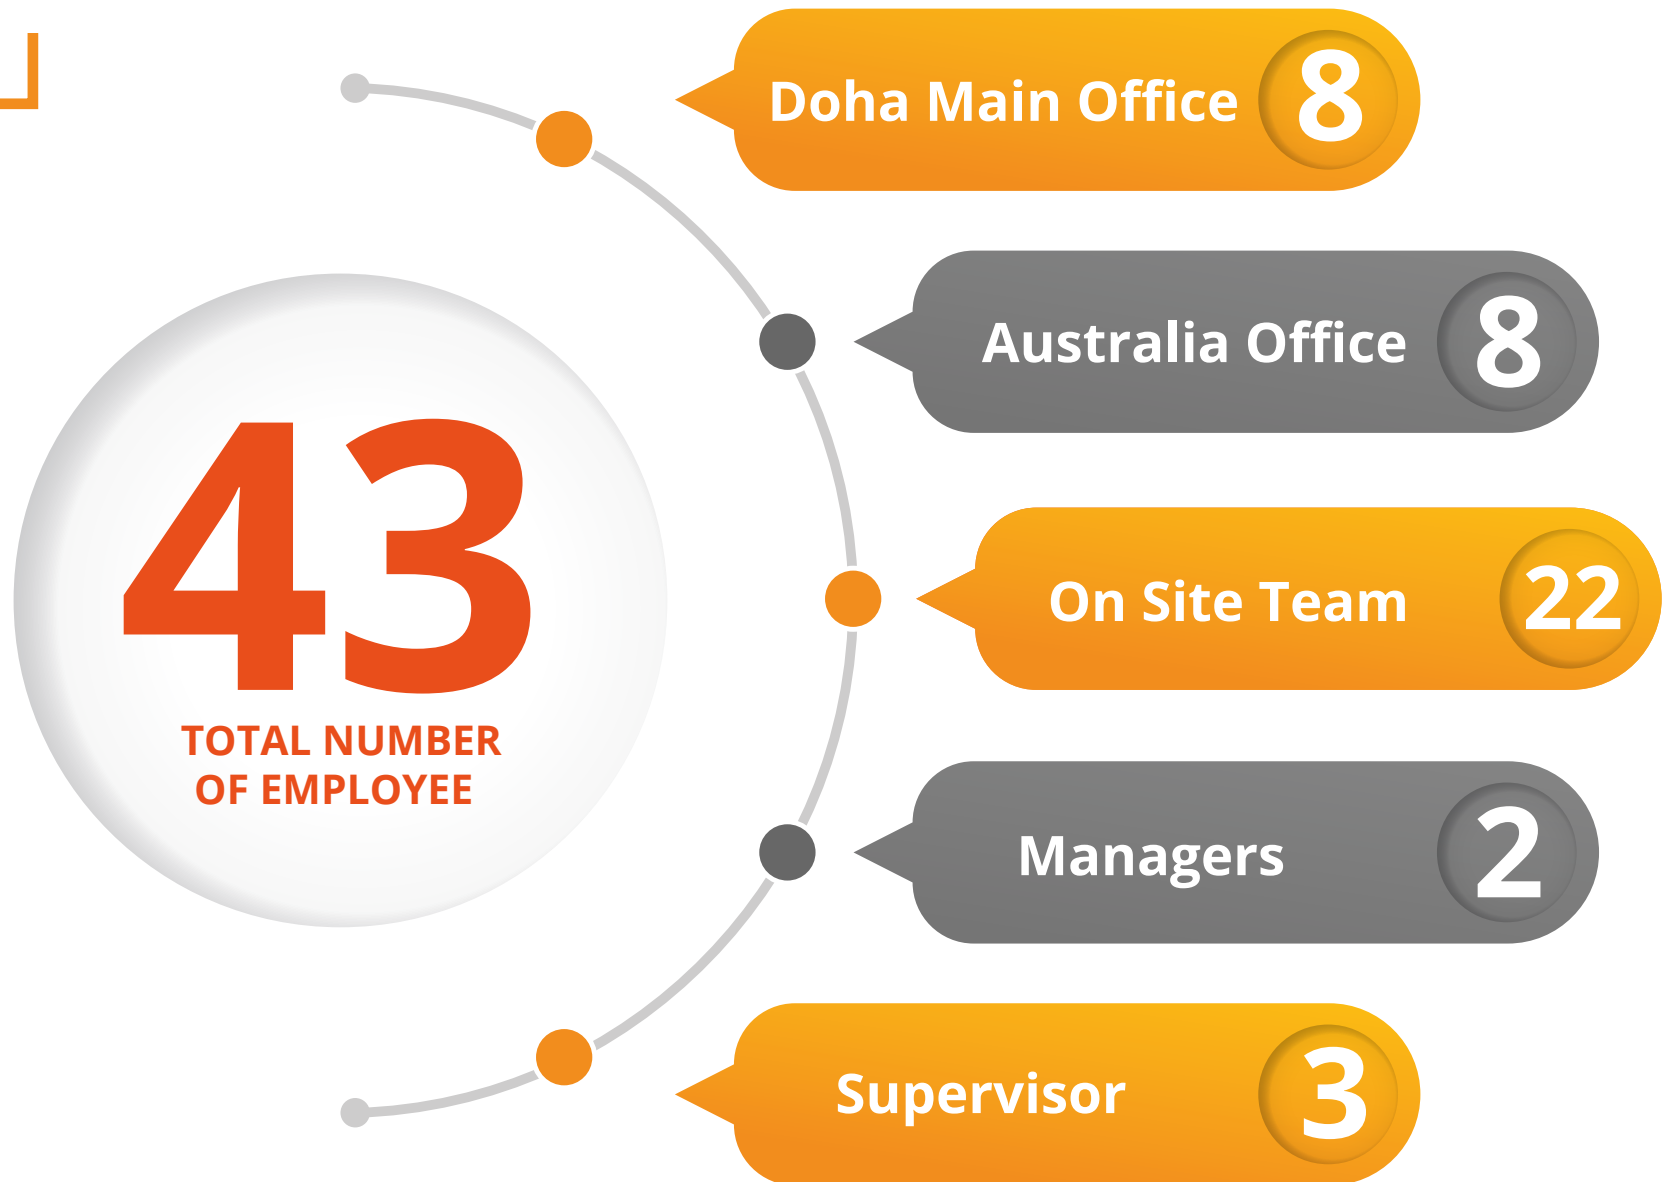 Doha Main Office 8
Australia Office 8
43
TOTAL NUMBER
OF EMPLOYEE
On Site Team 22
Managers 2
Supervisor 3